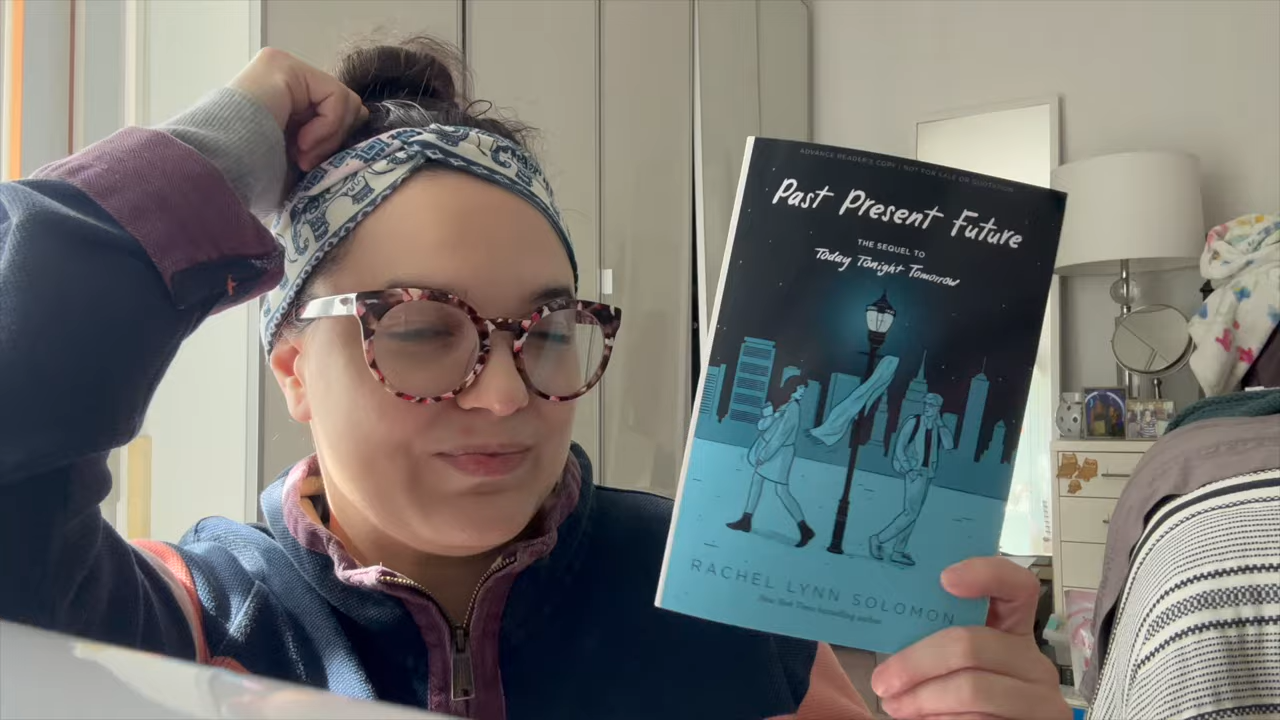 ADVANCE READER'S COPY | NOT FOR SALE OR QUOTATION
Past Present Future
THE SEQUEL TO
Today Tonight Tomorrow
RACHEL LYNN SOLOMON
New York Times bestselling author